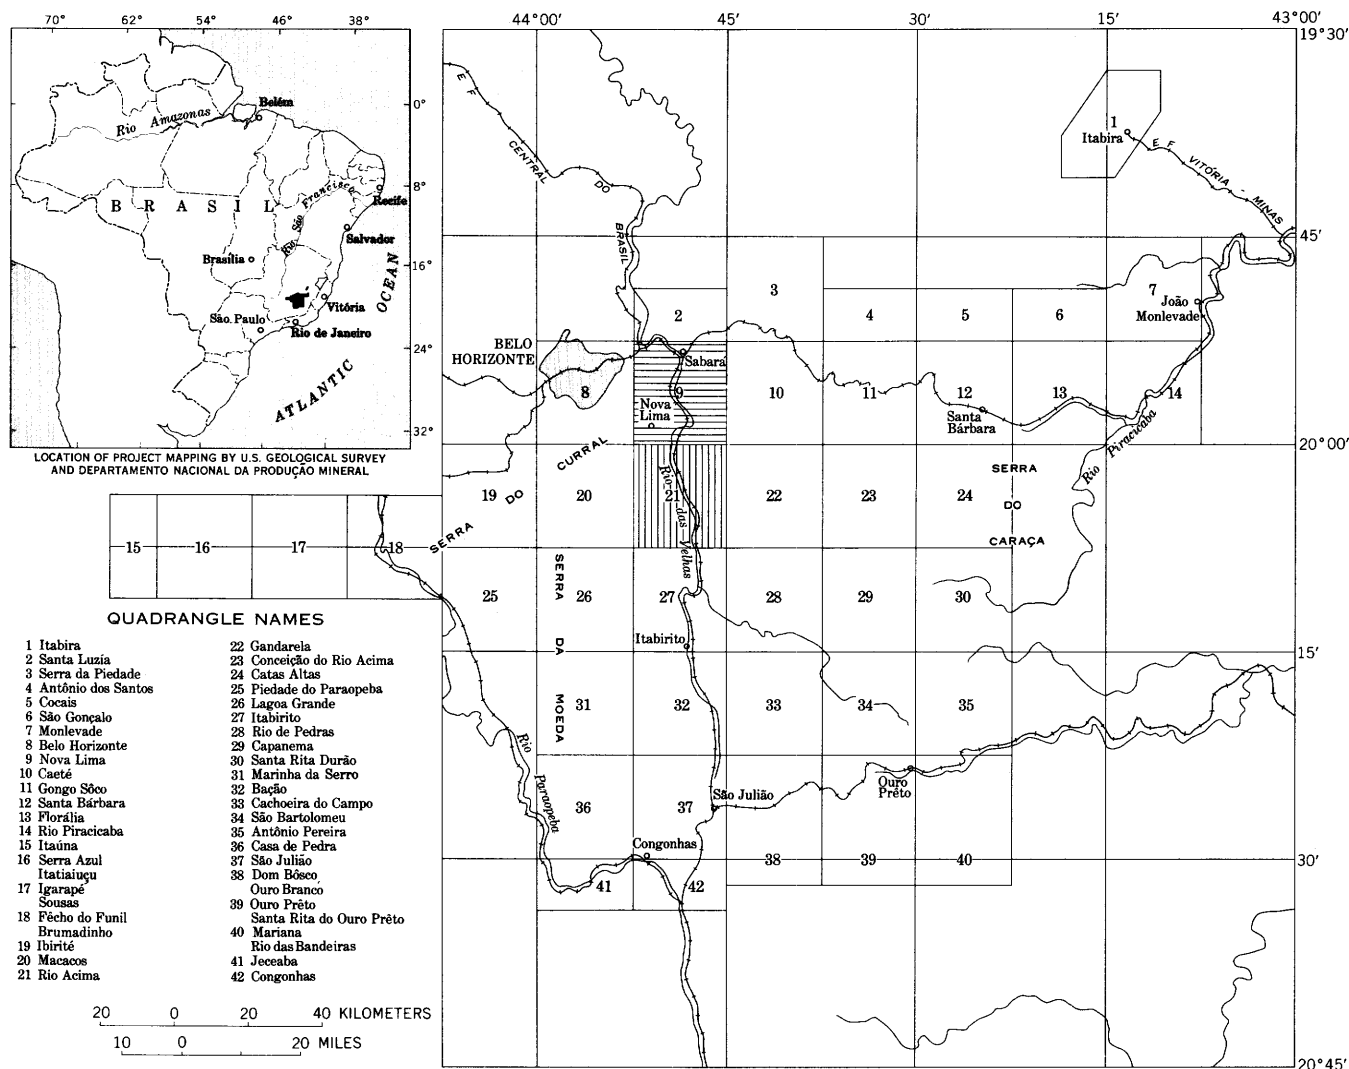 70° 62° 54° 46° 38°
44°00′ 45′ 30′ 15′ 43°00′
19°30′
Belém
Rio Amazonas
0°
8°
Recife
BRASIL
Rio São Francisco
Salvador
Brasília
16°
OCEAN
Vitória
São Paulo
Rio de Janeiro
24°
ATLANTIC
32°
LOCATION OF PROJECT MAPPING BY U.S. GEOLOGICAL SURVEY
AND DEPARTAMENTO NACIONAL DA PRODUÇÃO MINERAL
E F CENTRAL DO BRASIL
1
Itabira
E F VITÓRIA - MINAS
45′
3
7
João
Monlevade
2 4 5 6
BELO
HORIZONTE
Sabara
8 9 10 11 12 13 14
Nova
Lima
Santa
Bárbara
Rio Piracicaba
20°00′
SERRA DO CURRAL
SERRA
DO
CARAÇA
19 20 21 22 23 24
Rio das Velhas
15 16 17 18
SERRA DA MOEDA
25 26 27 28 29 30
Itabirito
15′
31 32 33 34 35
Rio Paraopeba
Ouro
Prêto
São Julião
36 37
Congonhas
38 39 40
30′
41 42
20°45′
QUADRANGLE NAMES
1 Itabira
2 Santa Luzía
3 Serra da Piedade
4 Antônio dos Santos
5 Cocais
6 São Gonçalo
7 Monlevade
8 Belo Horizonte
9 Nova Lima
10 Caeté
11 Gongo Sôco
12 Santa Bárbara
13 Florália
14 Rio Piracicaba
15 Itaúna
16 Serra Azul
Itatiaiuçu
17 Igarapé
Sousas
18 Fêcho do Funil
Brumadinho
19 Ibirité
20 Macacos
21 Rio Acima
22 Gandarela
23 Conceição do Rio Acima
24 Catas Altas
25 Piedade do Paraopeba
26 Lagoa Grande
27 Itabirito
28 Rio de Pedras
29 Capanema
30 Santa Rita Durão
31 Marinha da Serro
32 Bação
33 Cachoeira do Campo
34 São Bartolomeu
35 Antônio Pereira
36 Casa de Pedra
37 São Julião
38 Dom Bôsco
Ouro Branco
39 Ouro Prêto
Santa Rita do Ouro Prêto
40 Mariana
Rio das Bandeiras
41 Jeceaba
42 Congonhas
20 0 20 40 KILOMETERS
10 0 20 MILES